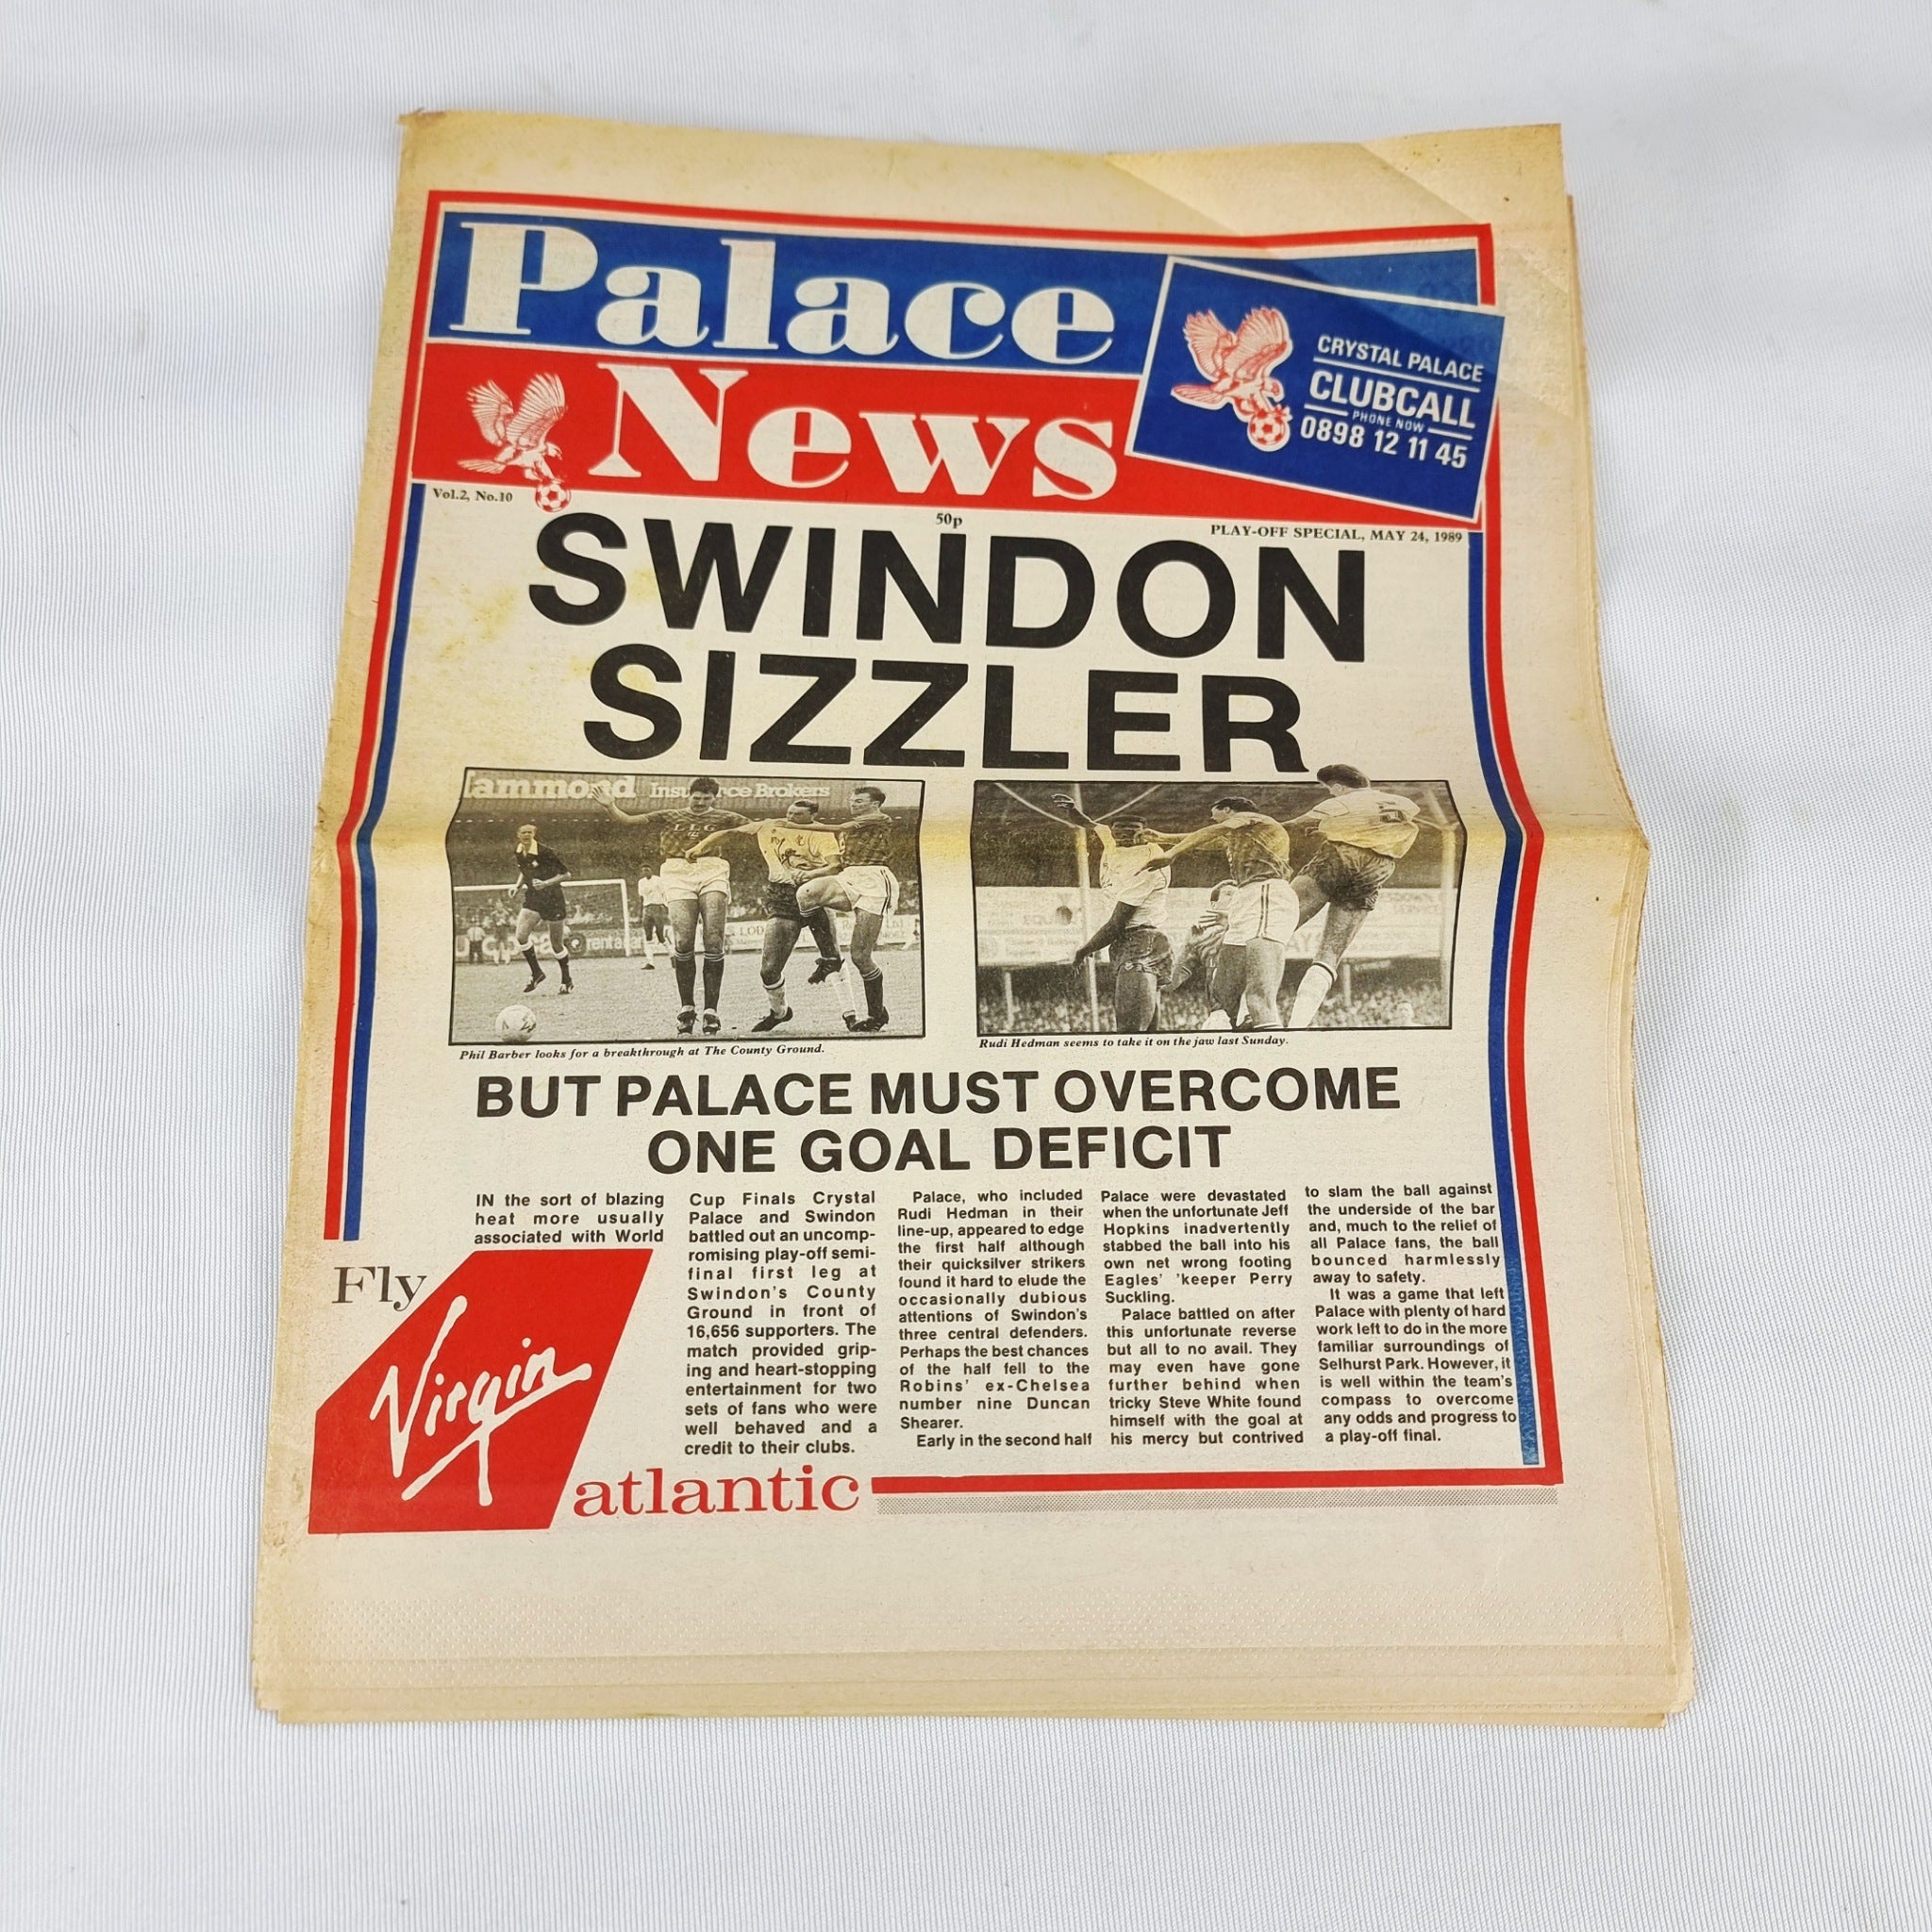 Palace
News
CRYSTAL PALACE
CLUBCALL
PHONE NOW
0898 12 11 45
Vol.2, No.10
50p
PLAY-OFF SPECIAL, MAY 24, 1989
SWINDON
SIZZLER
ammond Ins rce Brokers
Phil Barber looks for a breakthrough at The County Ground.
Rudi Hedman seems to take it on the jaw last Sunday.
BUT PALACE MUST OVERCOME
ONE GOAL DEFICIT
IN the sort of blazing
heat more usually
associated with World
Cup Finals Crystal
Palace and Swindon
battled out an uncomp-
romising play-off semi-
final first leg at
Swindon's County
Ground in front of
16,656 supporters. The
match provided grip-
ing and heart-stopping
entertainment for two
sets of fans who were
well behaved and a
credit to their clubs.
Palace, who included
Rudi Hedman in their
line-up, appeared to edge
the first half although
their quicksilver strikers
found it hard to elude the
occasionally dubious
attentions of Swindon's
three central defenders.
Perhaps the best chances
of the half fell to the
Robins' ex-Chelsea
number nine Duncan
Shearer.
Early in the second half
Palace were devastated
when the unfortunate Jeff
Hopkins inadvertently
stabbed the ball into his
own net wrong footing
Eagles' 'keeper Perry
Suckling.
Palace battled on after
this unfortunate reverse
but all to no avail. They
may even have gone
further behind when
tricky Steve White found
himself with the goal at
his mercy but contrived
to slam the ball against
the underside of the bar
and, much to the relief of
all Palace fans, the ball
bounced harmlessly
away to safety.
It was a game that left
Palace with plenty of hard
work left to do in the more
familiar surroundings of
Selhurst Park. However, it
is well within the team's
compass to overcome
any odds and progress to
a play-off final.
Fly
Virgin
atlantic